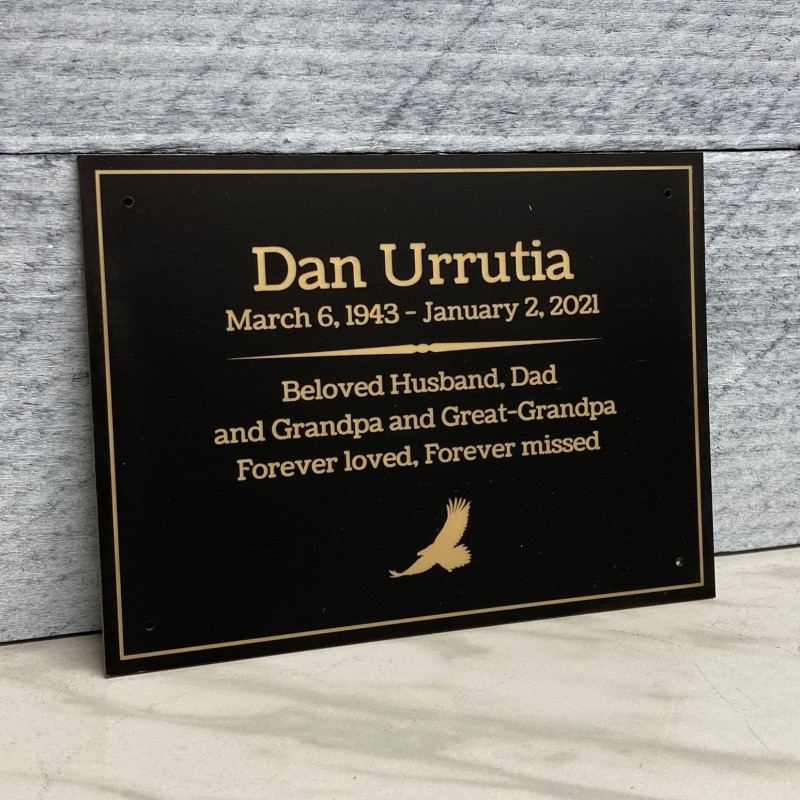 Dan Urrutia
March 6, 1943 - January 2, 2021
Beloved Husband, Dad
and Grandpa and Great-Grandpa
Forever loved, Forever missed